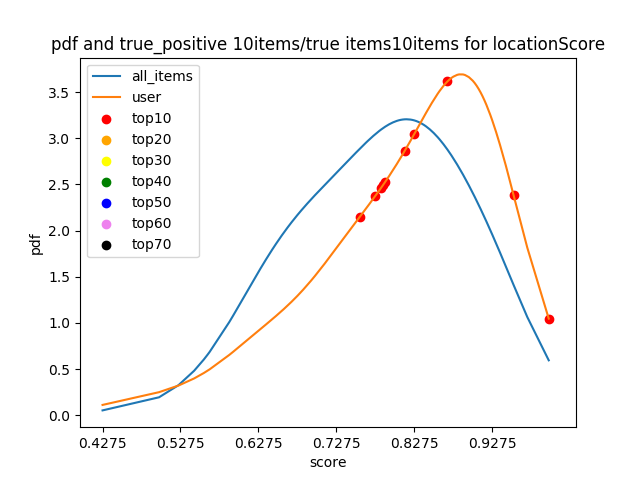 pdf and true_positive 10items/true items10items for locationScore
all_items
user
top10
top20
top30
top40
top50
top60
top70
pdf
3.5
3.0
2.5
2.0
1.5
1.0
0.5
0.0
0.4275 0.5275 0.6275 0.7275 0.8275 0.9275
score